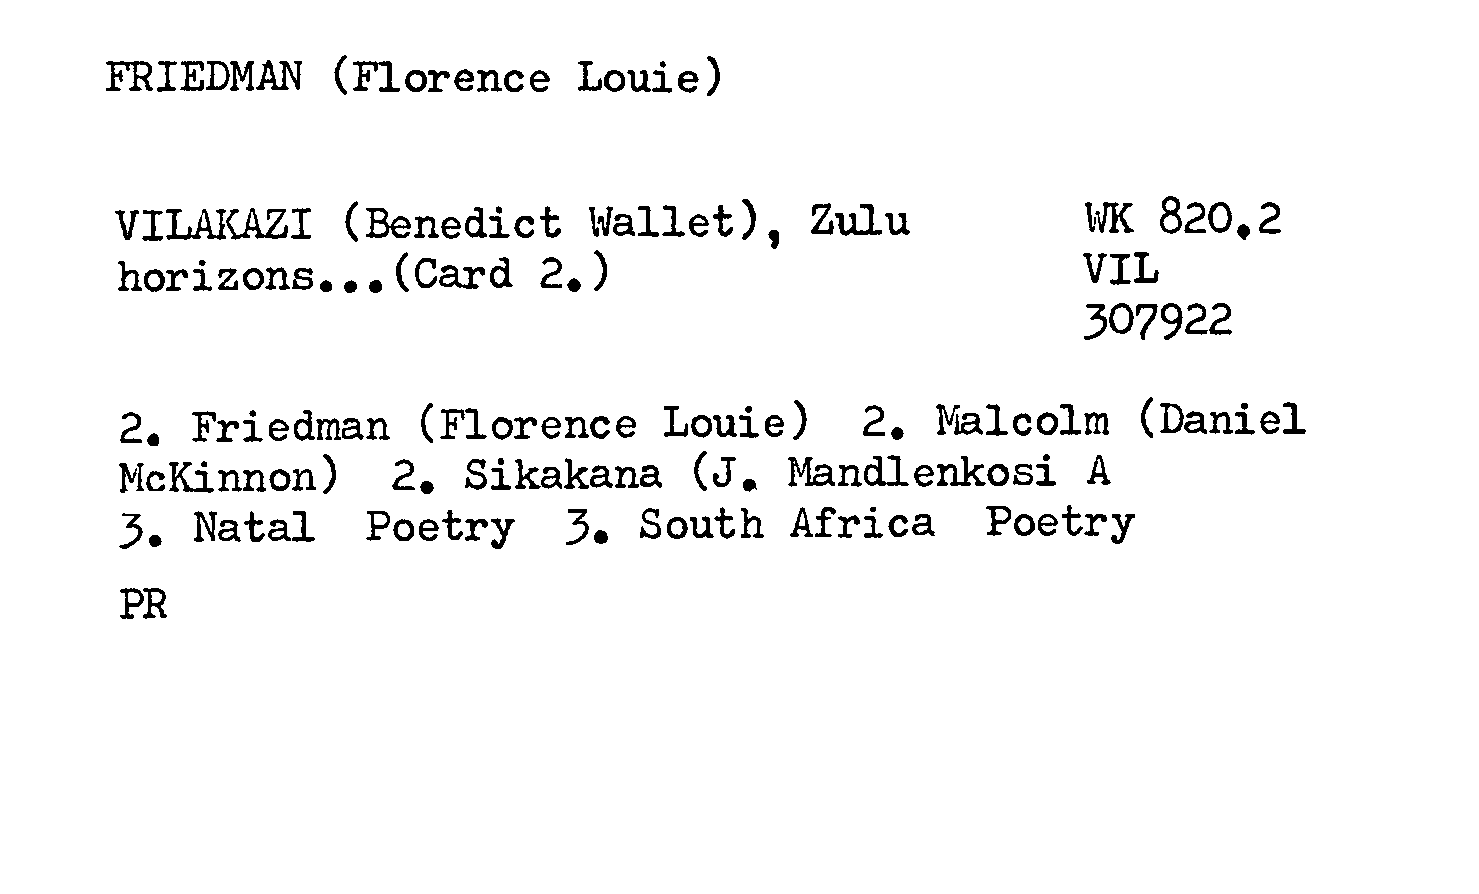 FRIEDMAN (Florence Louie)
VILAKAZI (Benedict Wallet), Zulu
horizons...(Card 2.)
WK 820.2
VIL
307922
2. Friedman (Florence Louie) 2. Malcolm (Daniel
McKinnon) 2. Sikakana (J. Mandlenkosi A
3. Natal Poetry 3. South Africa Poetry
PR